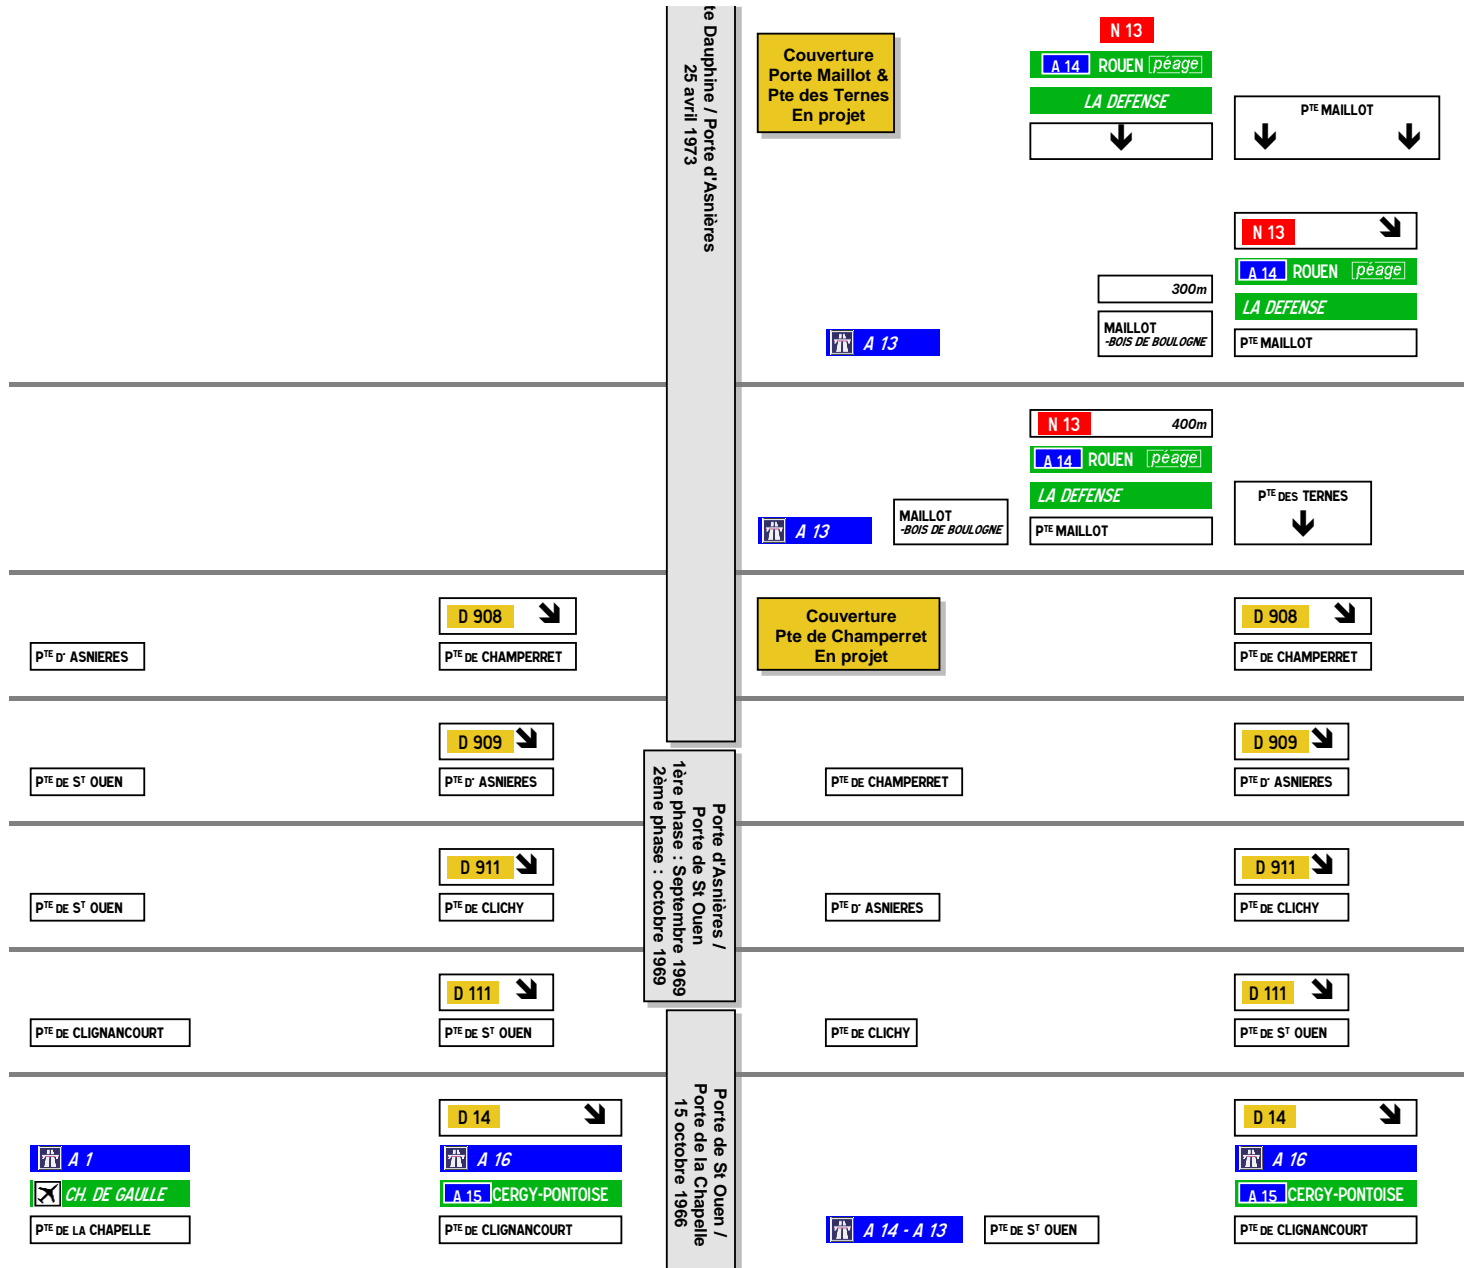 te Dauphine / Porte d'Asnières
25 avril 1973
Couverture
Porte Maillot &
Pte des Ternes
En projet
N 13
A 14 ROUEN péage
LA DEFENSE
PTE MAILLOT
N 13
A 14 ROUEN péage
LA DEFENSE
PTE MAILLOT
300m
MAILLOT
-BOIS DE BOULOGNE
A 13
N 13 400m
A 14 ROUEN péage
LA DEFENSE
PTE MAILLOT
PTE DES TERNES
MAILLOT
-BOIS DE BOULOGNE
A 13
D 908
PTE D' ASNIERES
PTE DE CHAMPERRET
Couverture
Pte de Champerret
En projet
D 908
PTE DE CHAMPERRET
D 909
PTE DE ST OUEN
PTE D' ASNIERES
PTE DE CHAMPERRET
D 909
PTE D' ASNIERES
Porte d'Asnières /
Porte de St Ouen
1ère phase : Septembre 1969
2ème phase : octobre 1969
D 911
PTE DE ST OUEN
PTE DE CLICHY
PTE D' ASNIERES
D 911
PTE DE CLICHY
D 111
PTE DE CLIGNANCOURT
PTE DE ST OUEN
PTE DE CLICHY
D 111
PTE DE ST OUEN
Porte de St Ouen /
Porte de la Chapelle
15 octobre 1966
A 1
CH. DE GAULLE
PTE DE LA CHAPELLE
D 14
A 16
A 15 CERGY-PONTOISE
PTE DE CLIGNANCOURT
A 14 - A 13
PTE DE ST OUEN
D 14
A 16
A 15 CERGY-PONTOISE
PTE DE CLIGNANCOURT